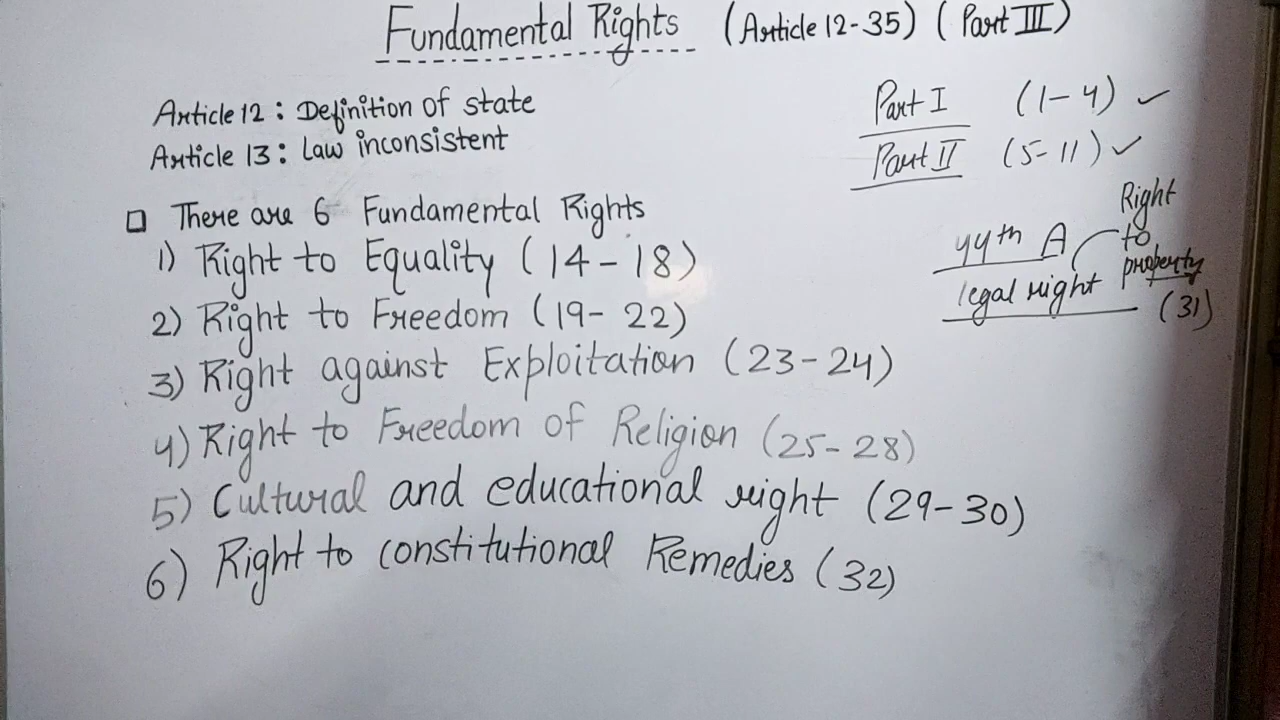 Fundamental Rights (Article 12-35) (Part III)
Article 12 : Definition of state
Article 13 : Law inconsistent
Part I (1-4) ✓
Part II (5-11) ✓
There are 6 Fundamental Rights
1) Right to Equality (14-18)
2) Right to Freedom (19-22)
3) Right against Exploitation (23-24)
4) Right to Freedom of Religion (25-28)
5) Cultural and educational right (29-30)
6) Right to constitutional Remedies (32)
44th A
legal right
Right
to
property
(31)